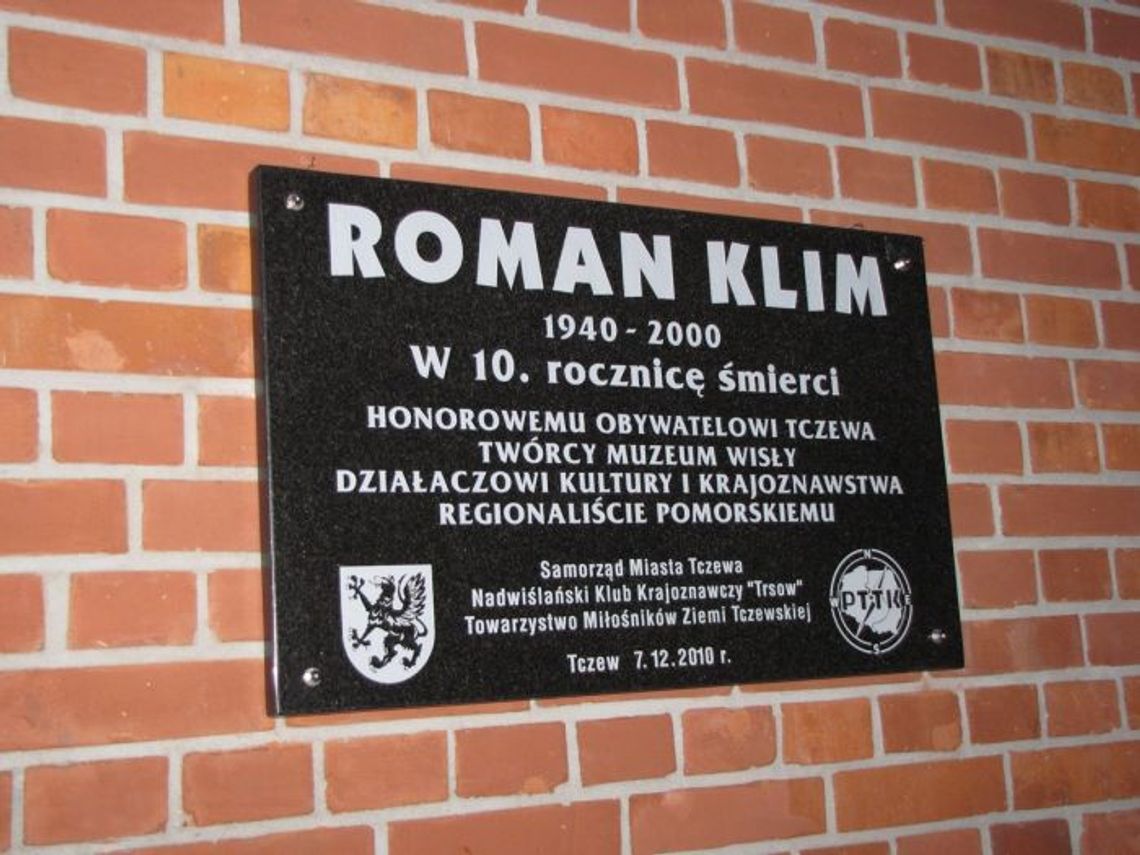 ROMAN KLIM
1940 - 2000
W 10. rocznicę śmierci
HONOROWEMU OBYWATELOWI TCZEWA
TWÓRCY MUZEUM WISŁY
DZIAŁACZOWI KULTURY I KRAJOZNAWSTWA
REGIONALIŚCIE POMORSKIEMU
Samorząd Miasta Tczewa
Nadwiślański Klub Krajoznawczy "Trsow"
Towarzystwo Miłośników Ziemi Tczewskiej
Tczew 7.12.2010 r.
N
W PTTK E
S